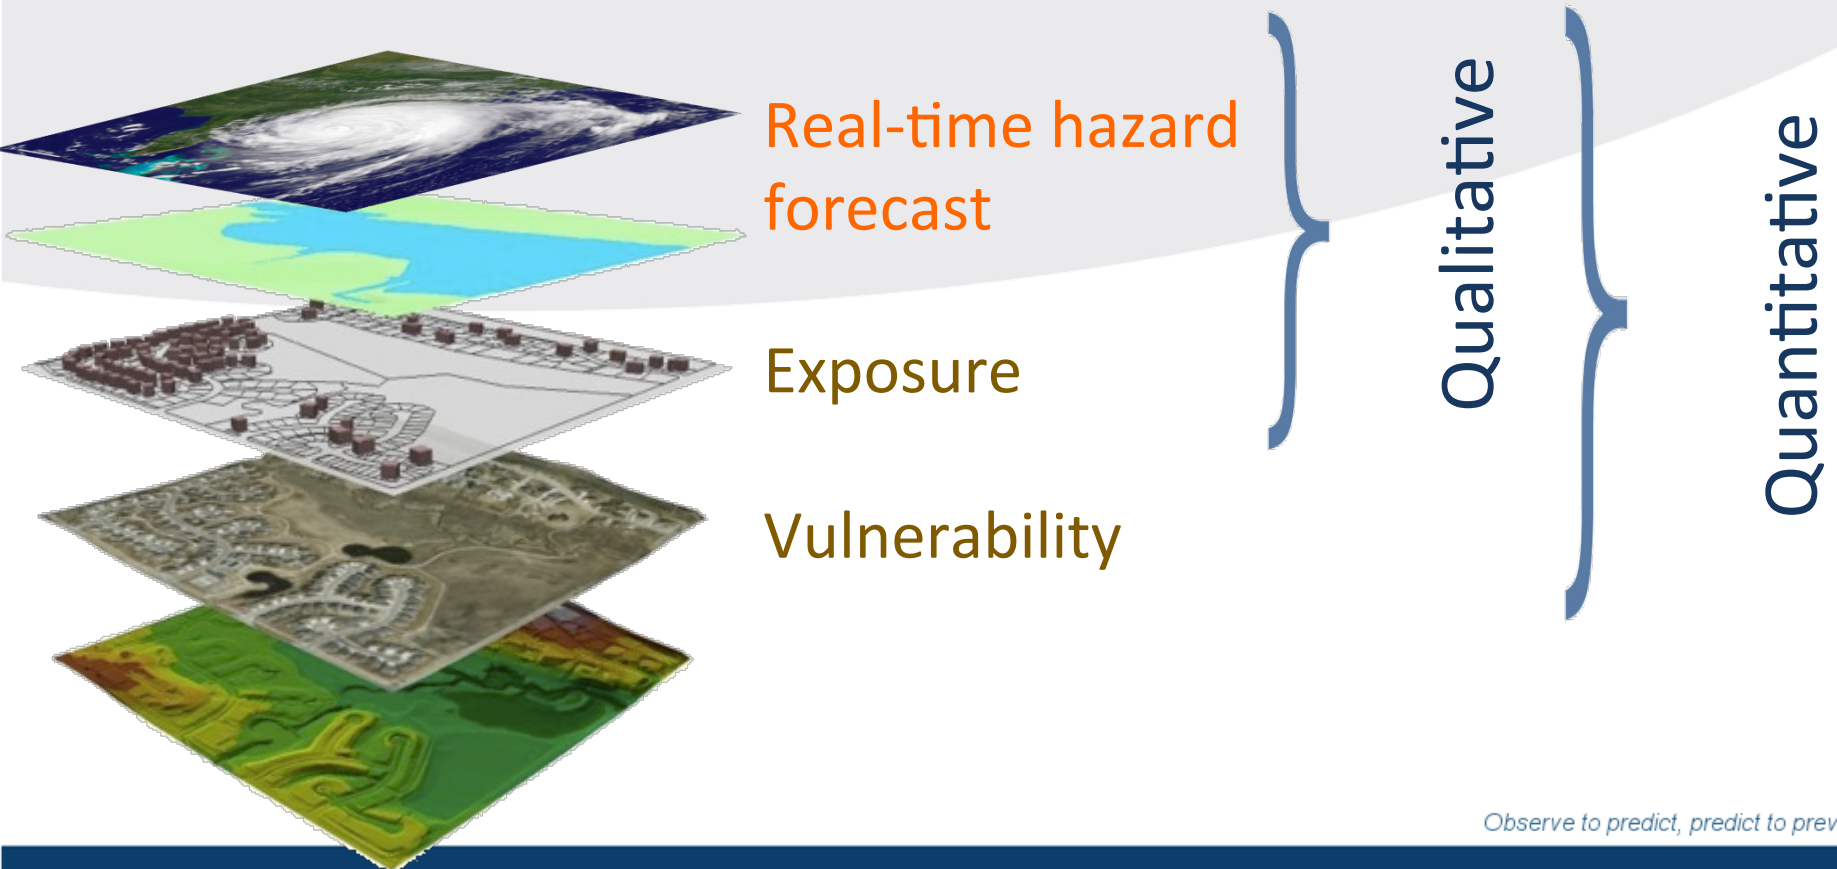 Real-time hazard
forecast
Exposure
Vulnerability
Qualitative
Quantitative
Observe to predict, predict to prev